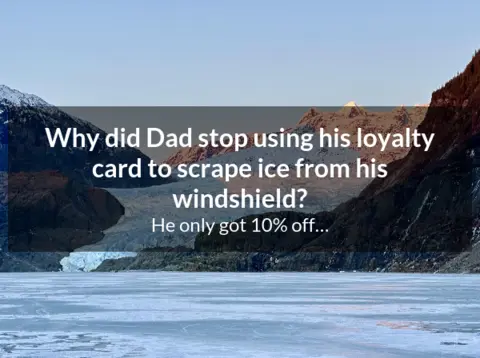 Why did Dad stop using his loyalty
card to scrape ice from his
windshield?
He only got 10% off...